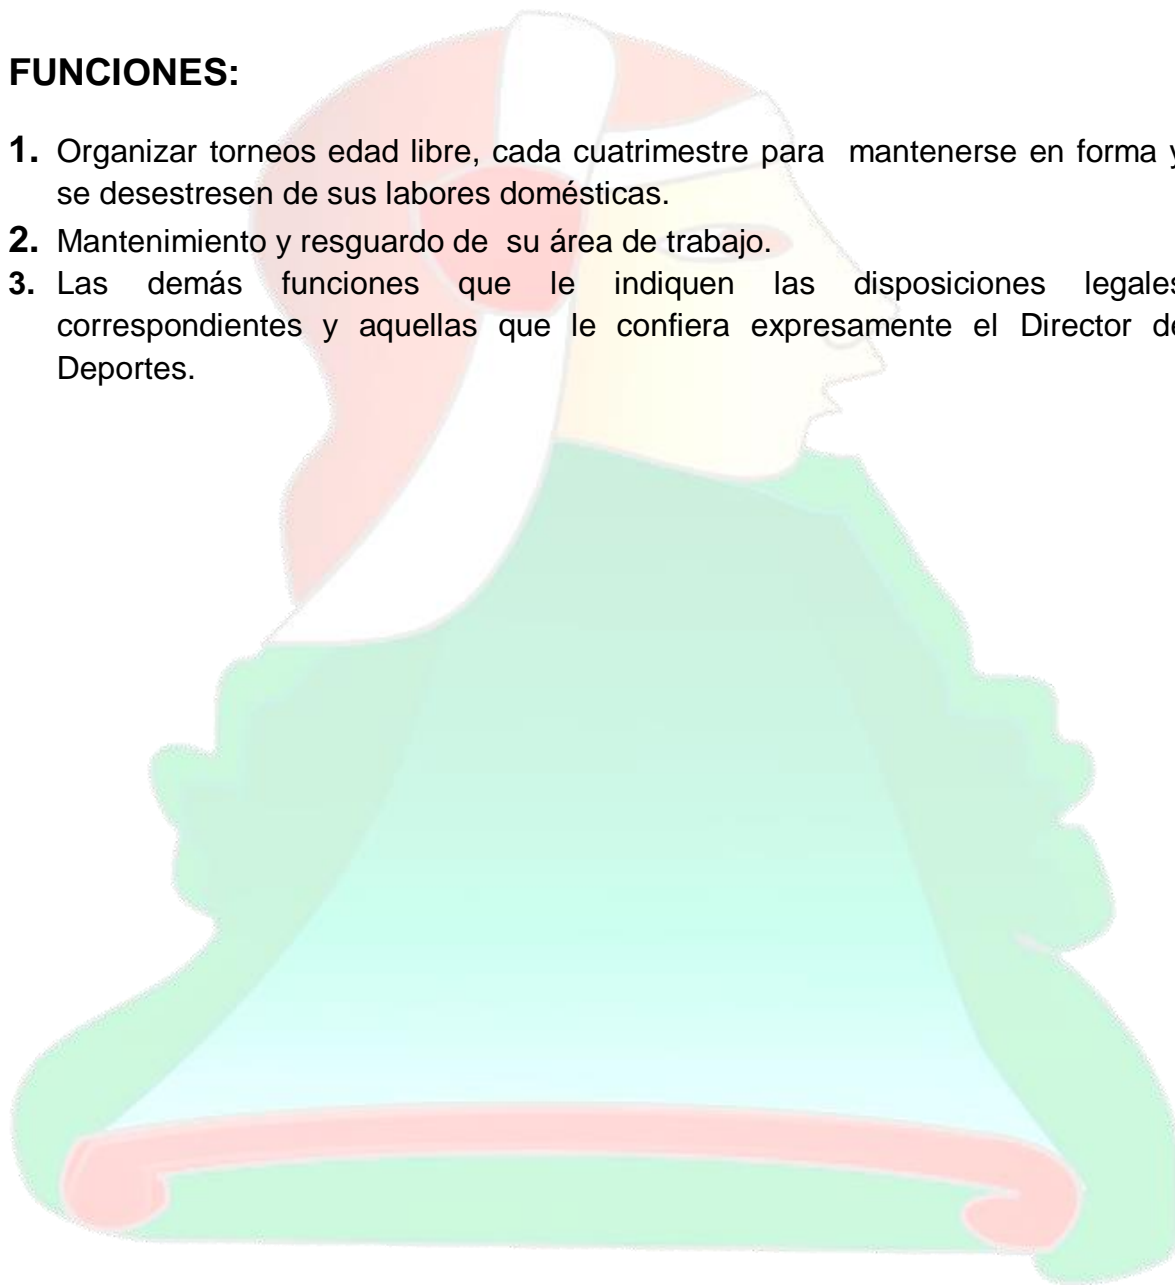 FUNCIONES:
1. Organizar torneos edad libre, cada cuatrimestre para mantenerse en forma y
se desestresen de sus labores domésticas.
2. Mantenimiento y resguardo de su área de trabajo.
3. Las demás funciones que le indiquen las disposiciones legales
correspondientes y aquellas que le confiera expresamente el Director de
Deportes.